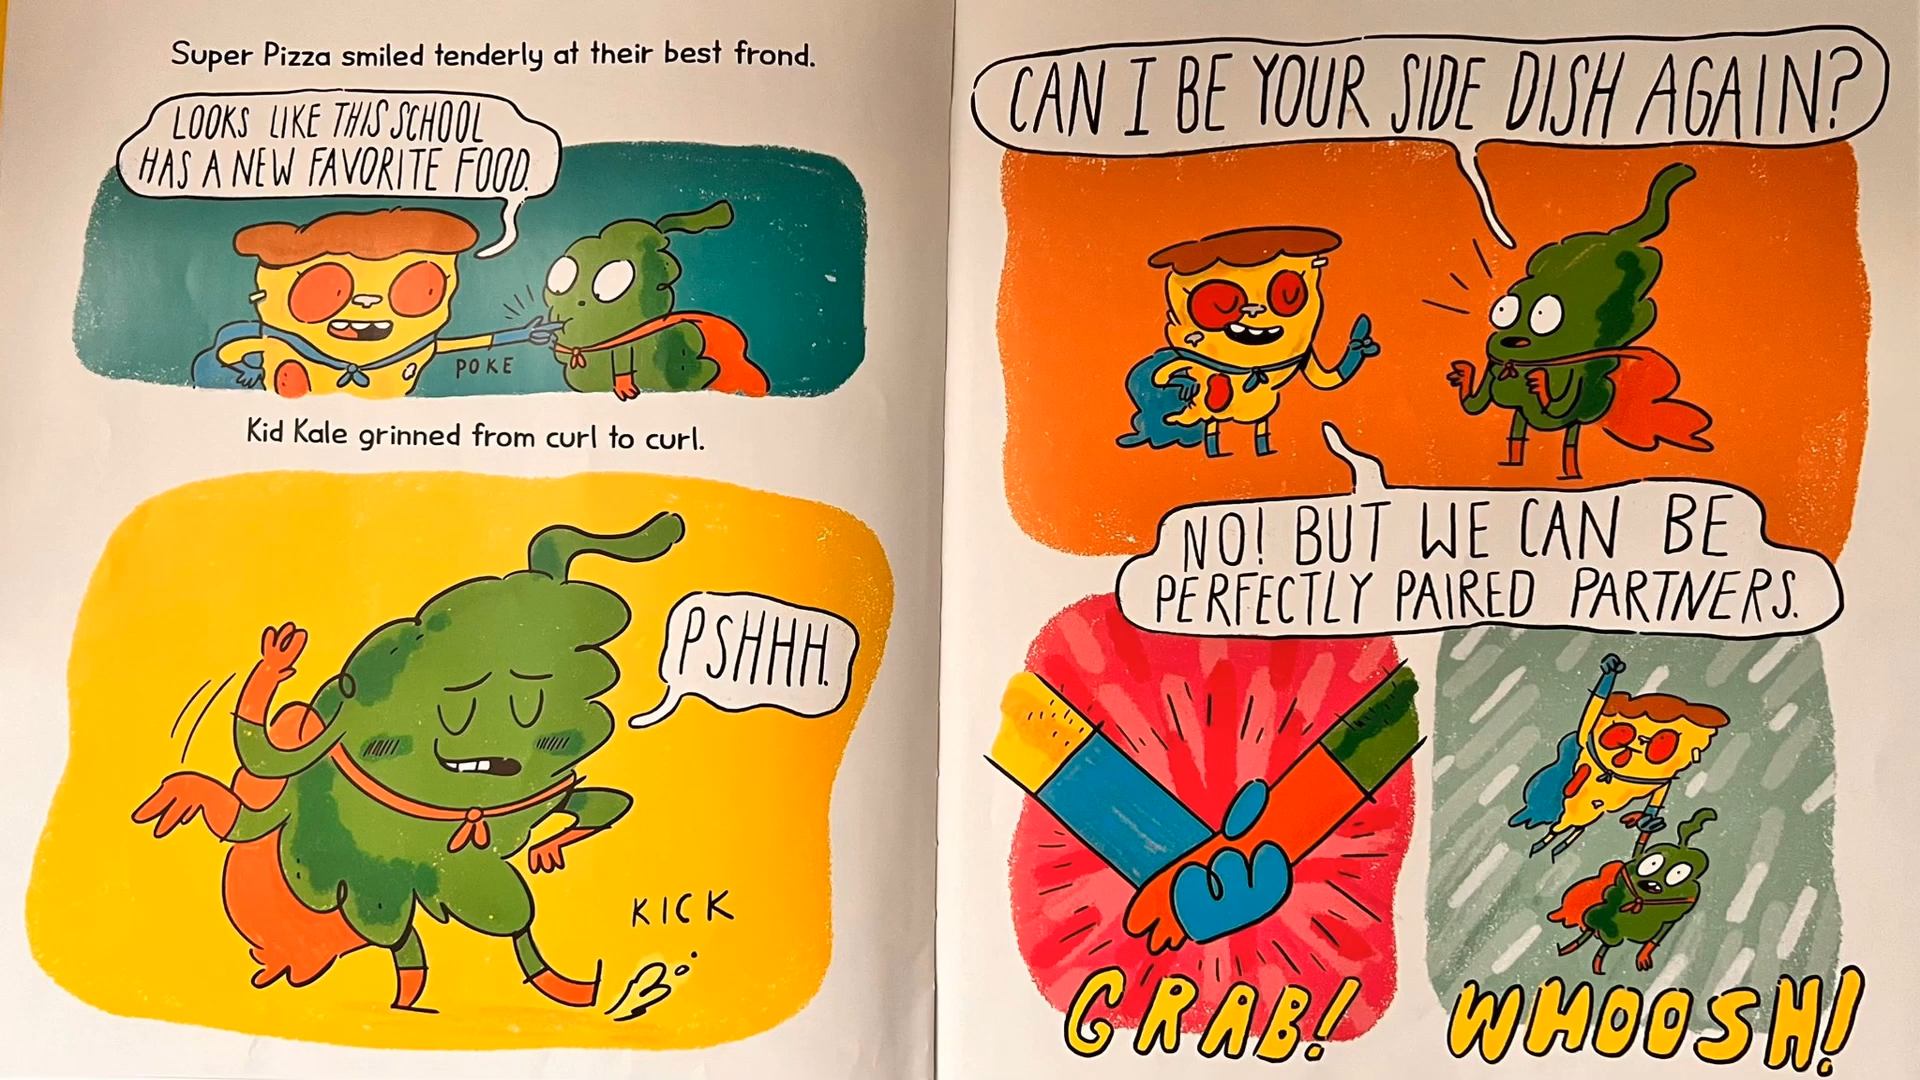 Super Pizza smiled tenderly at their best frond.
LOOKS LIKE THIS SCHOOL
HAS A NEW FAVORITE FOOD.
POKE
Kid Kale grinned from curl to curl.
PSHHH.
KICK
CAN I BE YOUR SIDE DISH AGAIN?
NO! BUT WE CAN BE
PERFECTLY PAIRED PARTNERS.
GRAB!
WHOOSH!